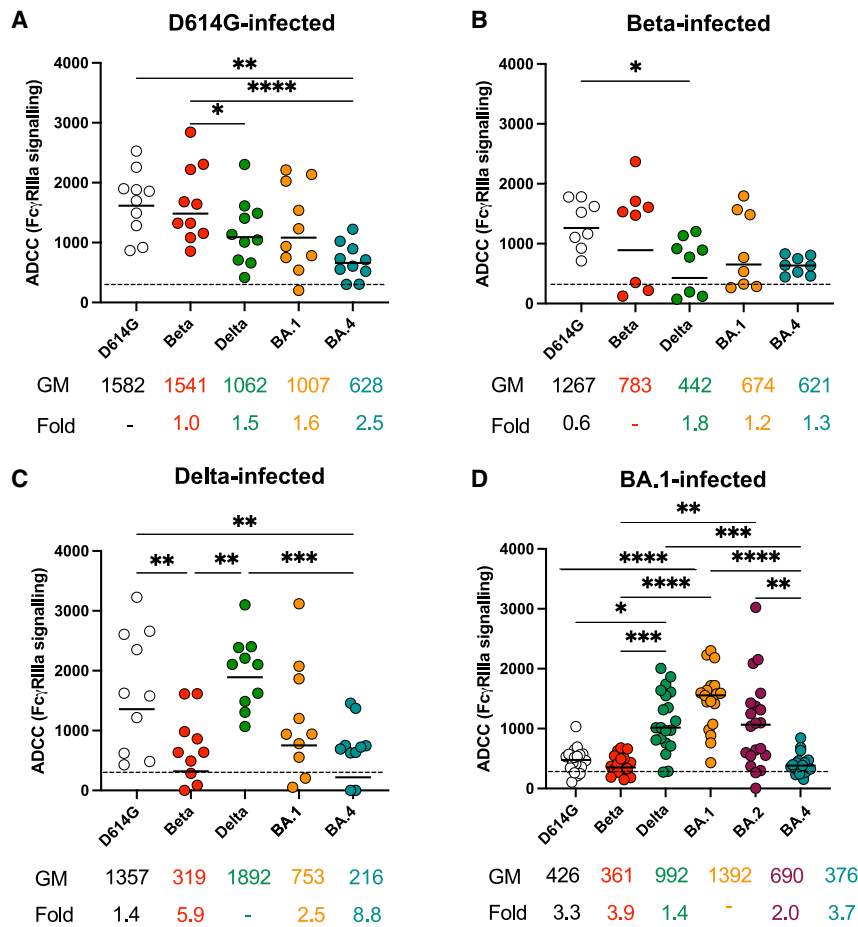 A
D614G-infected
ADCC (FcγRIIIa signalling)
4000
3000
2000
1000
0
**
****
*
D614G
Beta
Delta
BA.1
BA.4
GM 1582 1541 1062 1007 628
Fold - 1.0 1.5 1.6 2.5
B
Beta-infected
ADCC (FcγRIIIa signalling)
4000
3000
2000
1000
0
*
D614G
Beta
Delta
BA.1
BA.4
GM 1267 783 442 674 621
Fold 0.6 - 1.8 1.2 1.3
C
Delta-infected
ADCC (FcγRIIIa signalling)
4000
3000
2000
1000
0
**
** ** ***
D614G
Beta
Delta
BA.1
BA.4
GM 1357 319 1892 753 216
Fold 1.4 5.9 - 2.5 8.8
D
BA.1-infected
ADCC (FcγRIIIa signalling)
4000
3000
2000
1000
0
**
***
**** ****
**** **
*
***
D614G
Beta
Delta
BA.1
BA.2
BA.4
GM 426 361 992 1392 690 376
Fold 3.3 3.9 1.4 - 2.0 3.7